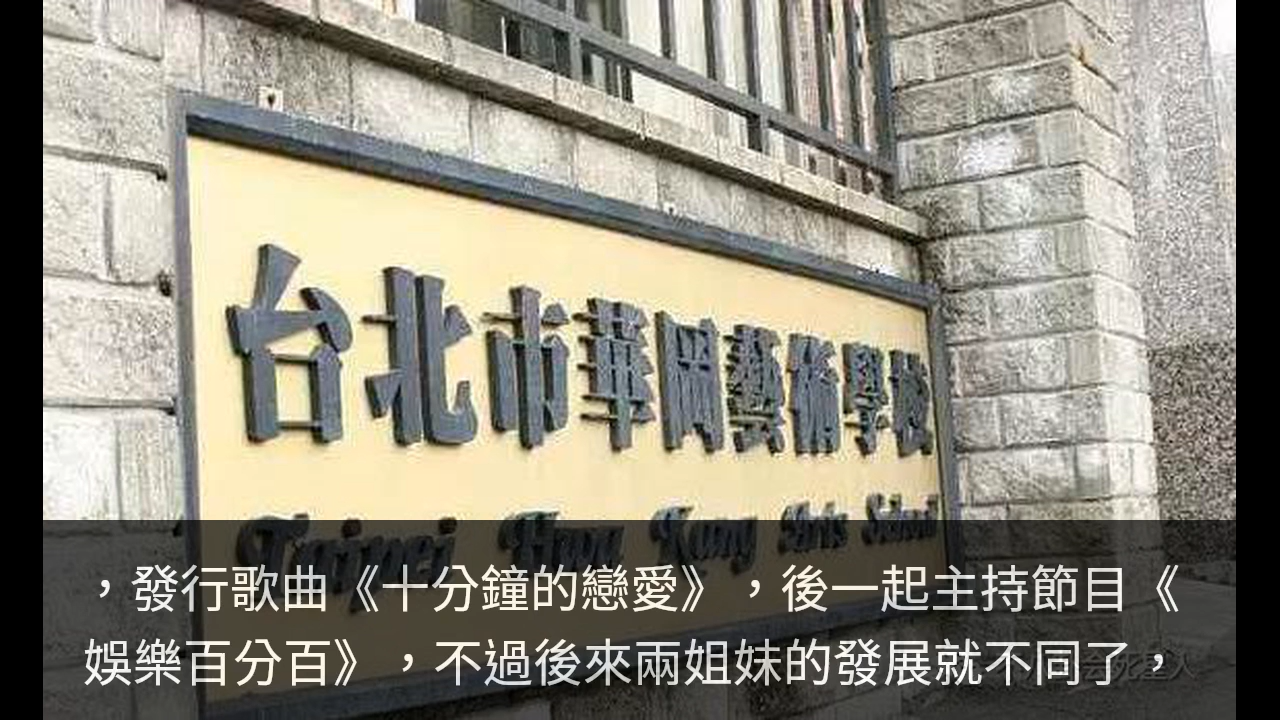 台北市華岡藝術學校
Taipei Hwa Kang Arts School
，發行歌曲《十分鐘的戀愛》，後一起主持節目《
娛樂百分百》，不過後來兩姐妹的發展就不同了，